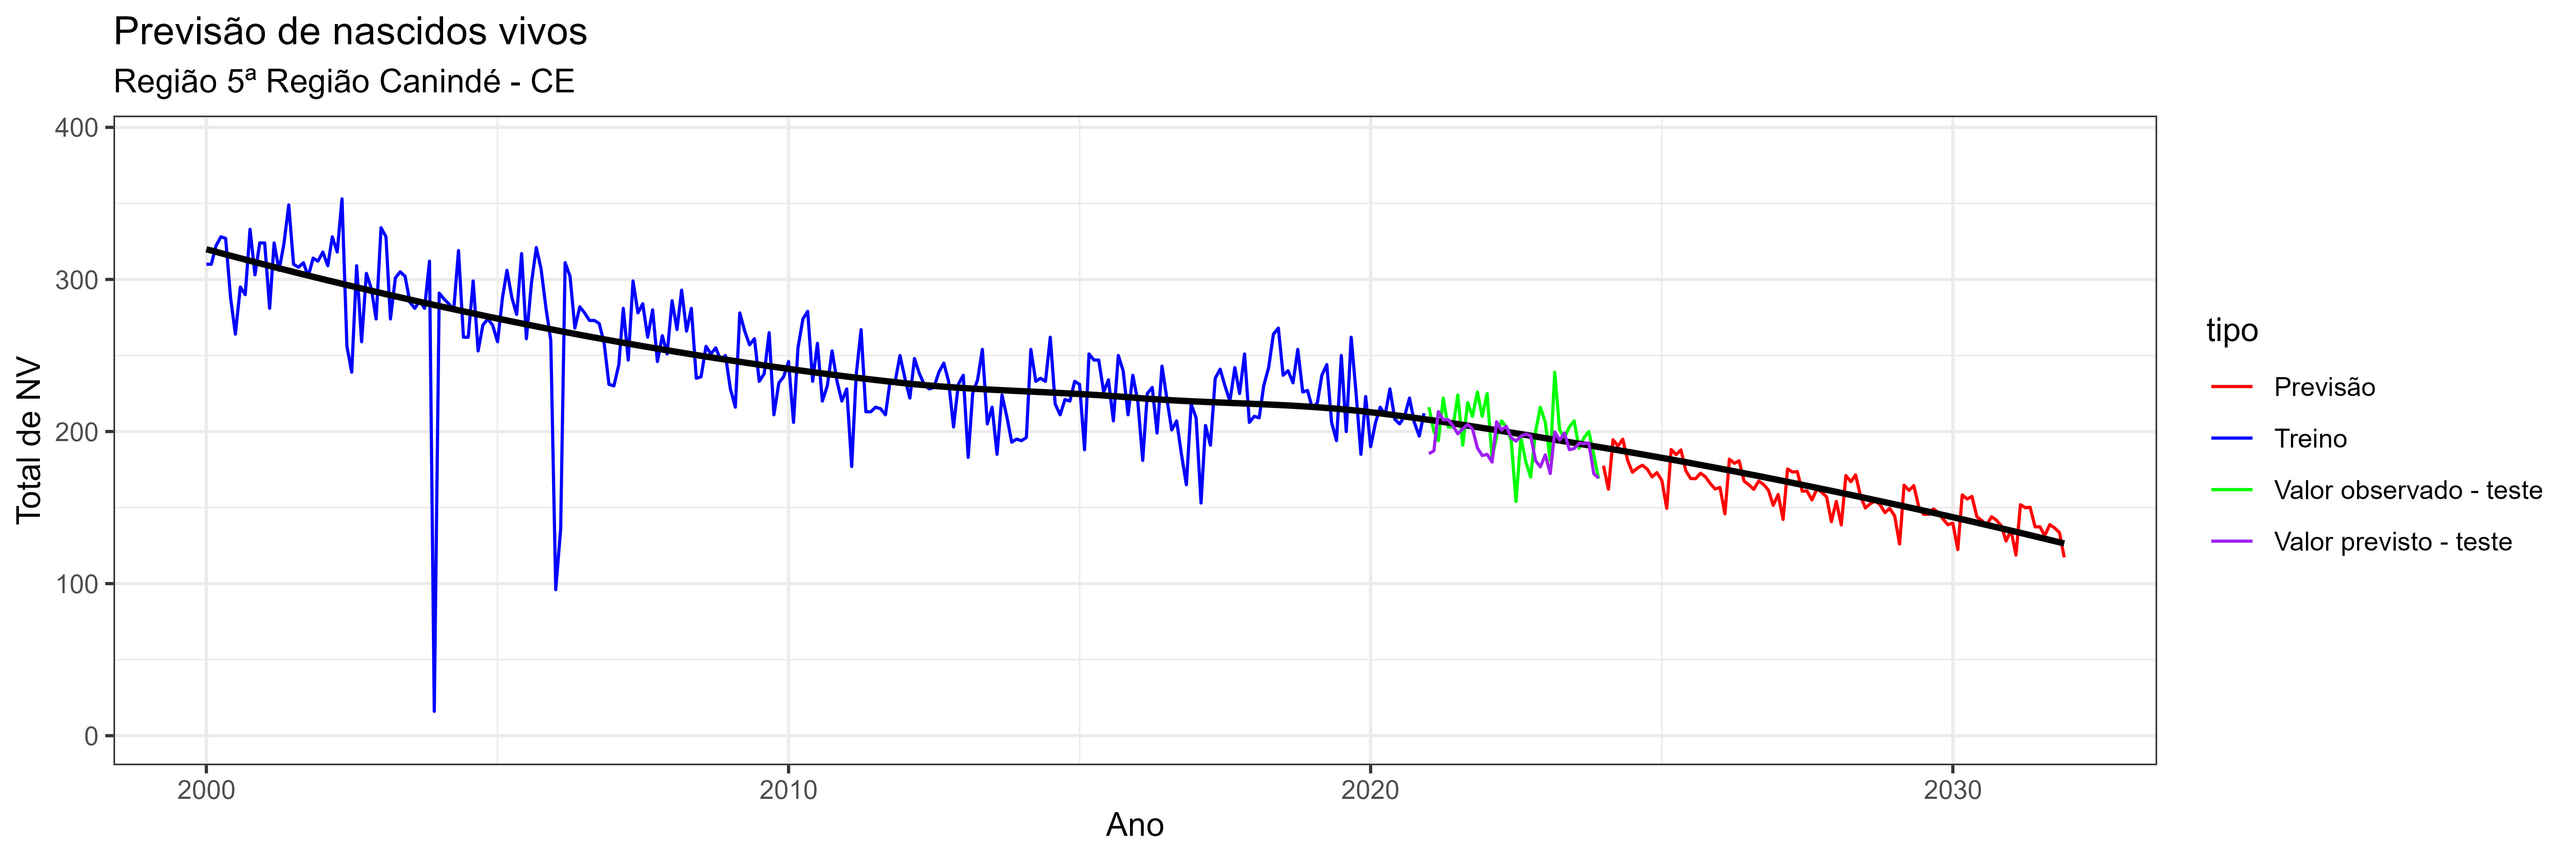 Previsão de nascidos vivos
Região 5ª Região Canindé - CE
Total de NV
400
300
200
100
0
2000
2010
2020
2030
Ano
tipo
Previsão
Treino
Valor observado - teste
Valor previsto - teste